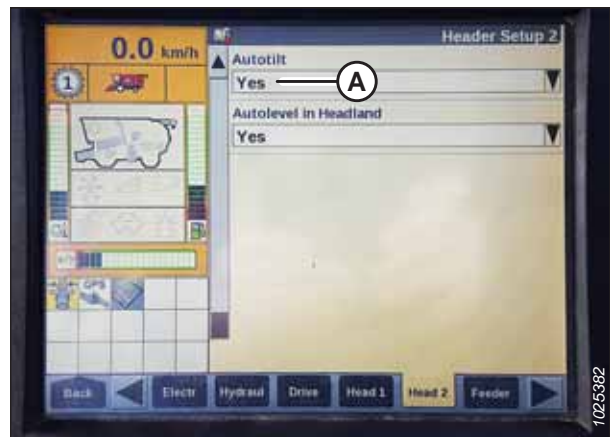 Header Setup 2
0.0 km/h
1
Autotilt
Yes
A
Autolevel in Headland
Yes
Back
Electr
Hydraul
Drive
Head 1
Head 2
Feeder
1025382